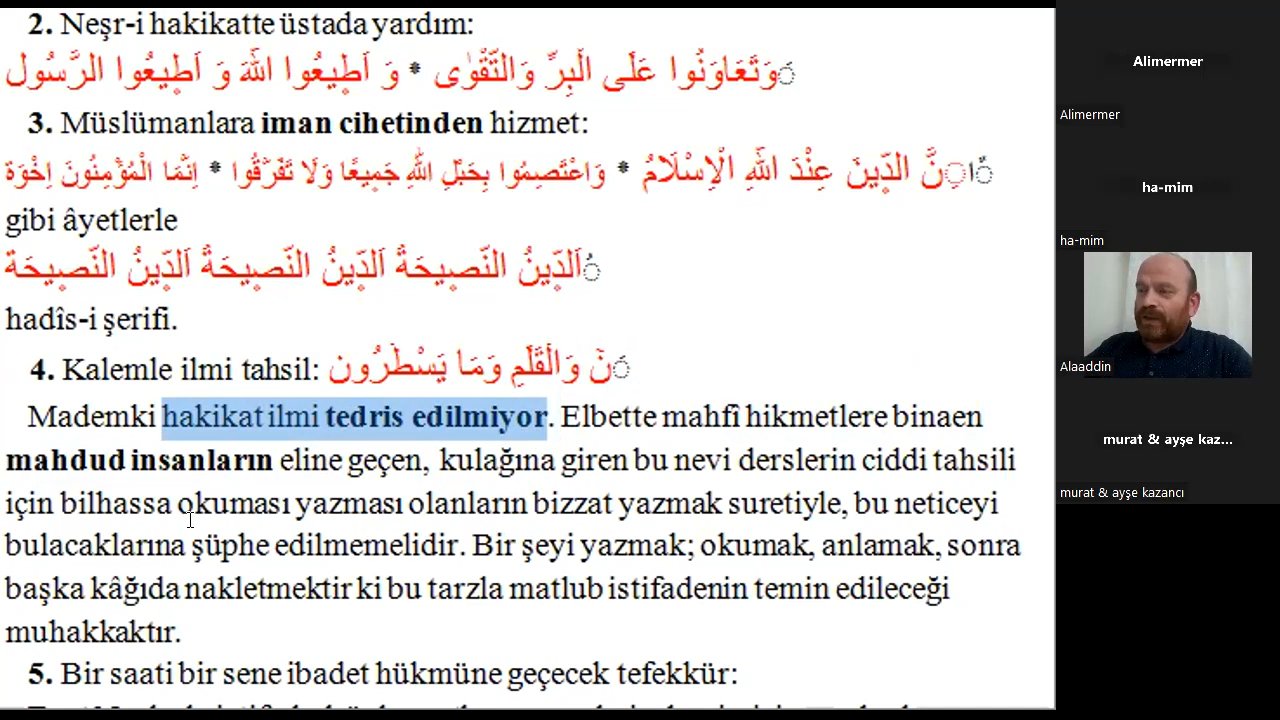 2. Neşr-i hakikatte üstada yardım:
وَتَعَاوَنُوا عَلَى الْبِرِّ وَالتَّقْوٰى * وَ اَطِيعُوا اللّٰهَ وَ اَطِيعُوا الرَّسُولَ
3. Müslümanlara iman cihetinden hizmet:
اِنَّ الدِّينَ عِنْدَ اللّٰهِ الْاِسْلَامُ * وَاعْتَصِمُوا بِحَبْلِ اللّٰهِ جَمِيعًا وَلَا تَفَرَّقُوا * اِنَّمَا الْمُؤْمِنُونَ اِخْوَةٌ
gibi âyetlerle
اَلدِّينُ النَّصِيحَةُ اَلدِّينُ النَّصِيحَةُ اَلدِّينُ النَّصِيحَةُ
hadîs-i şerifi.
4. Kalemle ilmi tahsil: نٓ وَالْقَلَمِ وَمَا يَسْطُرُونَ
Mademki hakikat ilmi tedris edilmiyor. Elbette mahfî hikmetlere binaen
mahdud insanların eline geçen, kulağına giren bu nevi derslerin ciddi tahsili
için bilhassa okuması yazması olanların bizzat yazmak suretiyle, bu neticeyi
bulacaklarına şüphe edilmemelidir. Bir şeyi yazmak; okumak, anlamak, sonra
başka kâğıda nakletmektir ki bu tarzla matlub istifadenin temin edileceği
muhakkaktır.
5. Bir saati bir sene ibadet hükmüne geçecek tefekkür:
Alimermer
Alimermer
ha-mim
ha-mim
Alaaddin
murat & ayşe kaz...
murat & ayşe kazancı